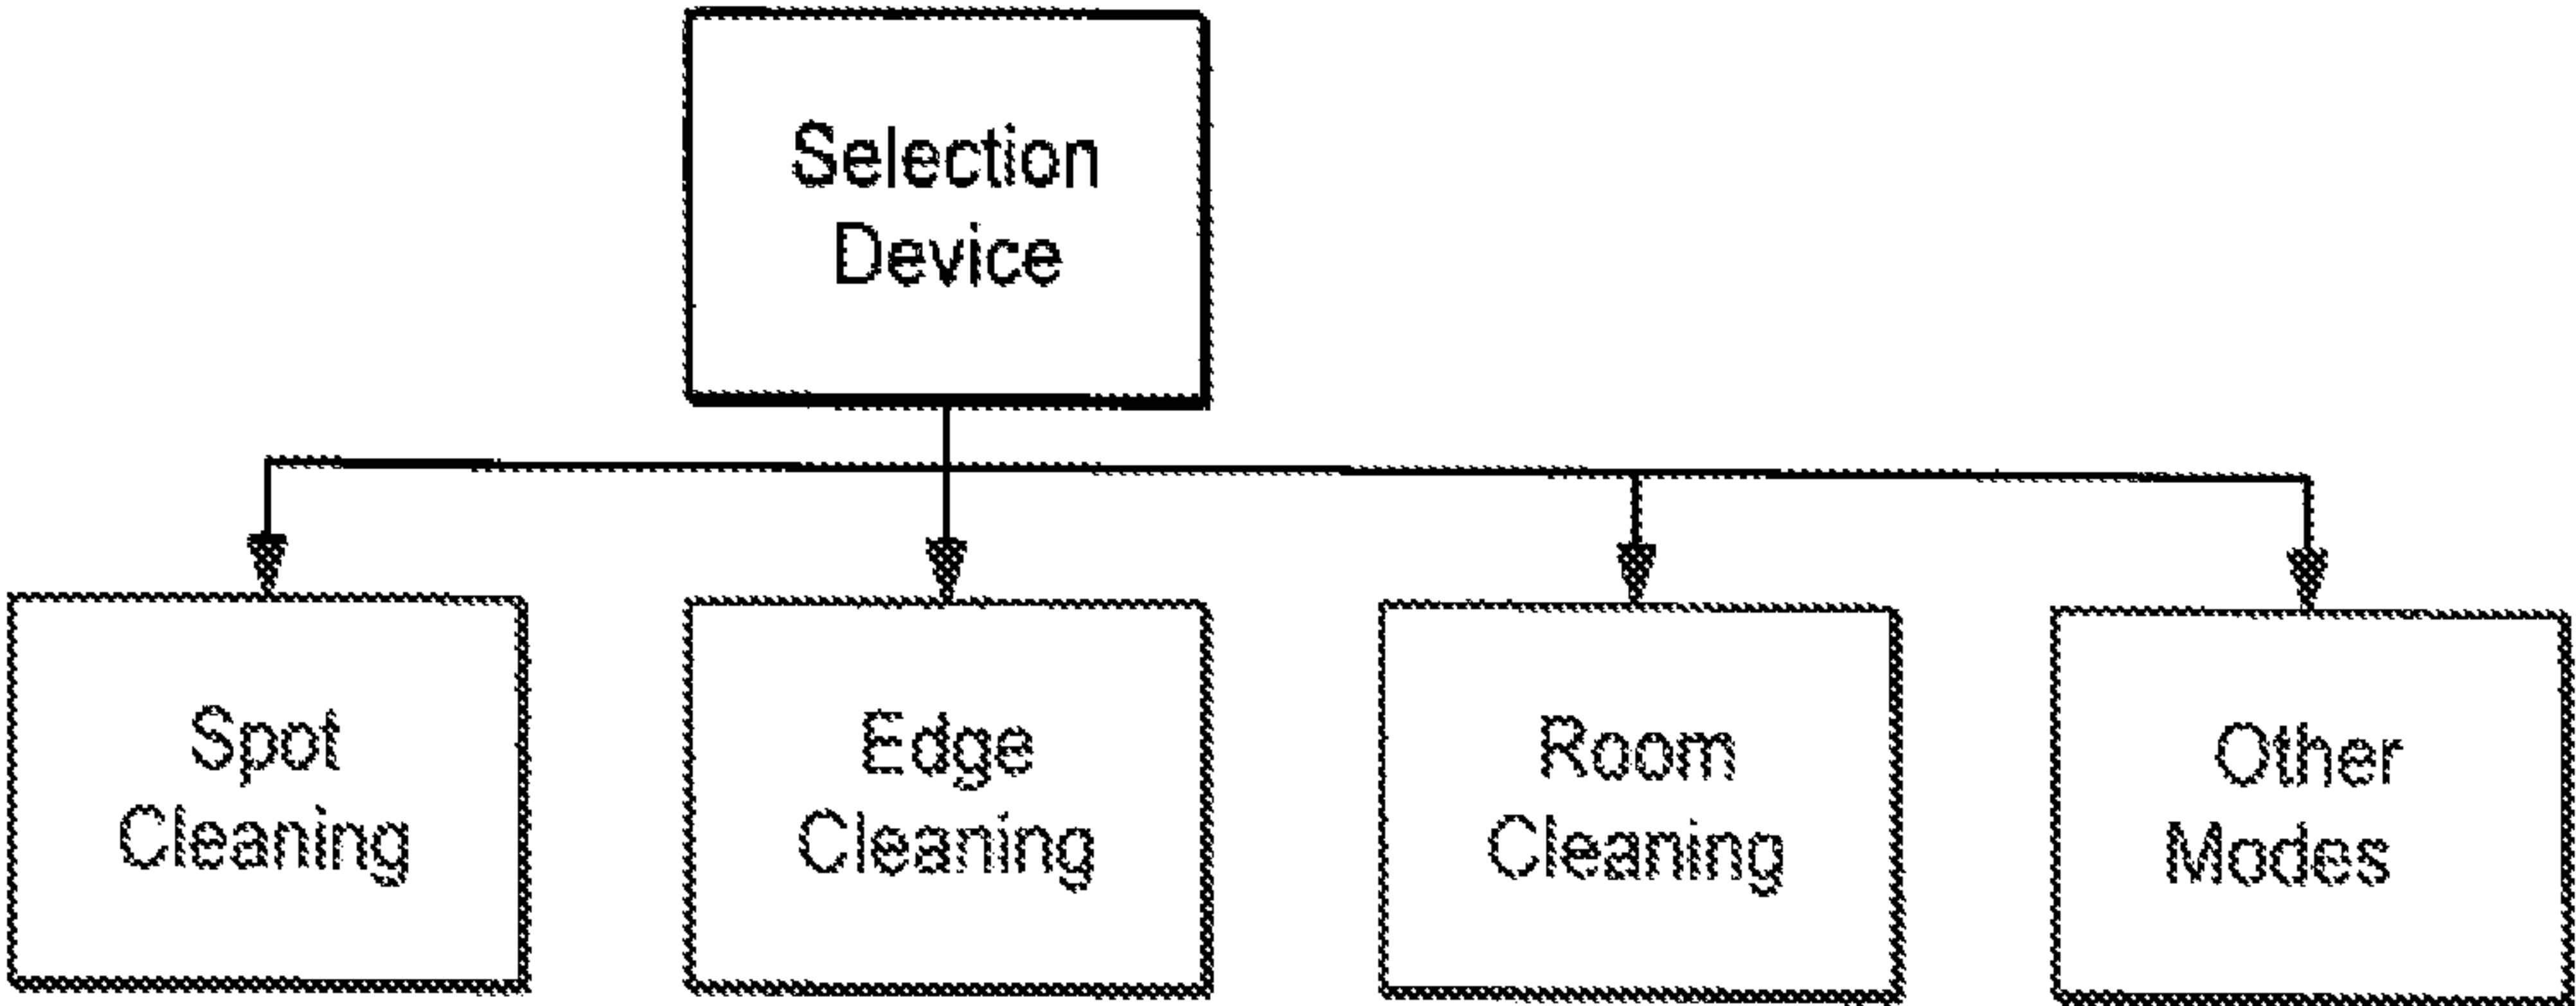 Selection
Device
Spot
Cleaning
Edge
Cleaning
Room
Cleaning
Other
Modes